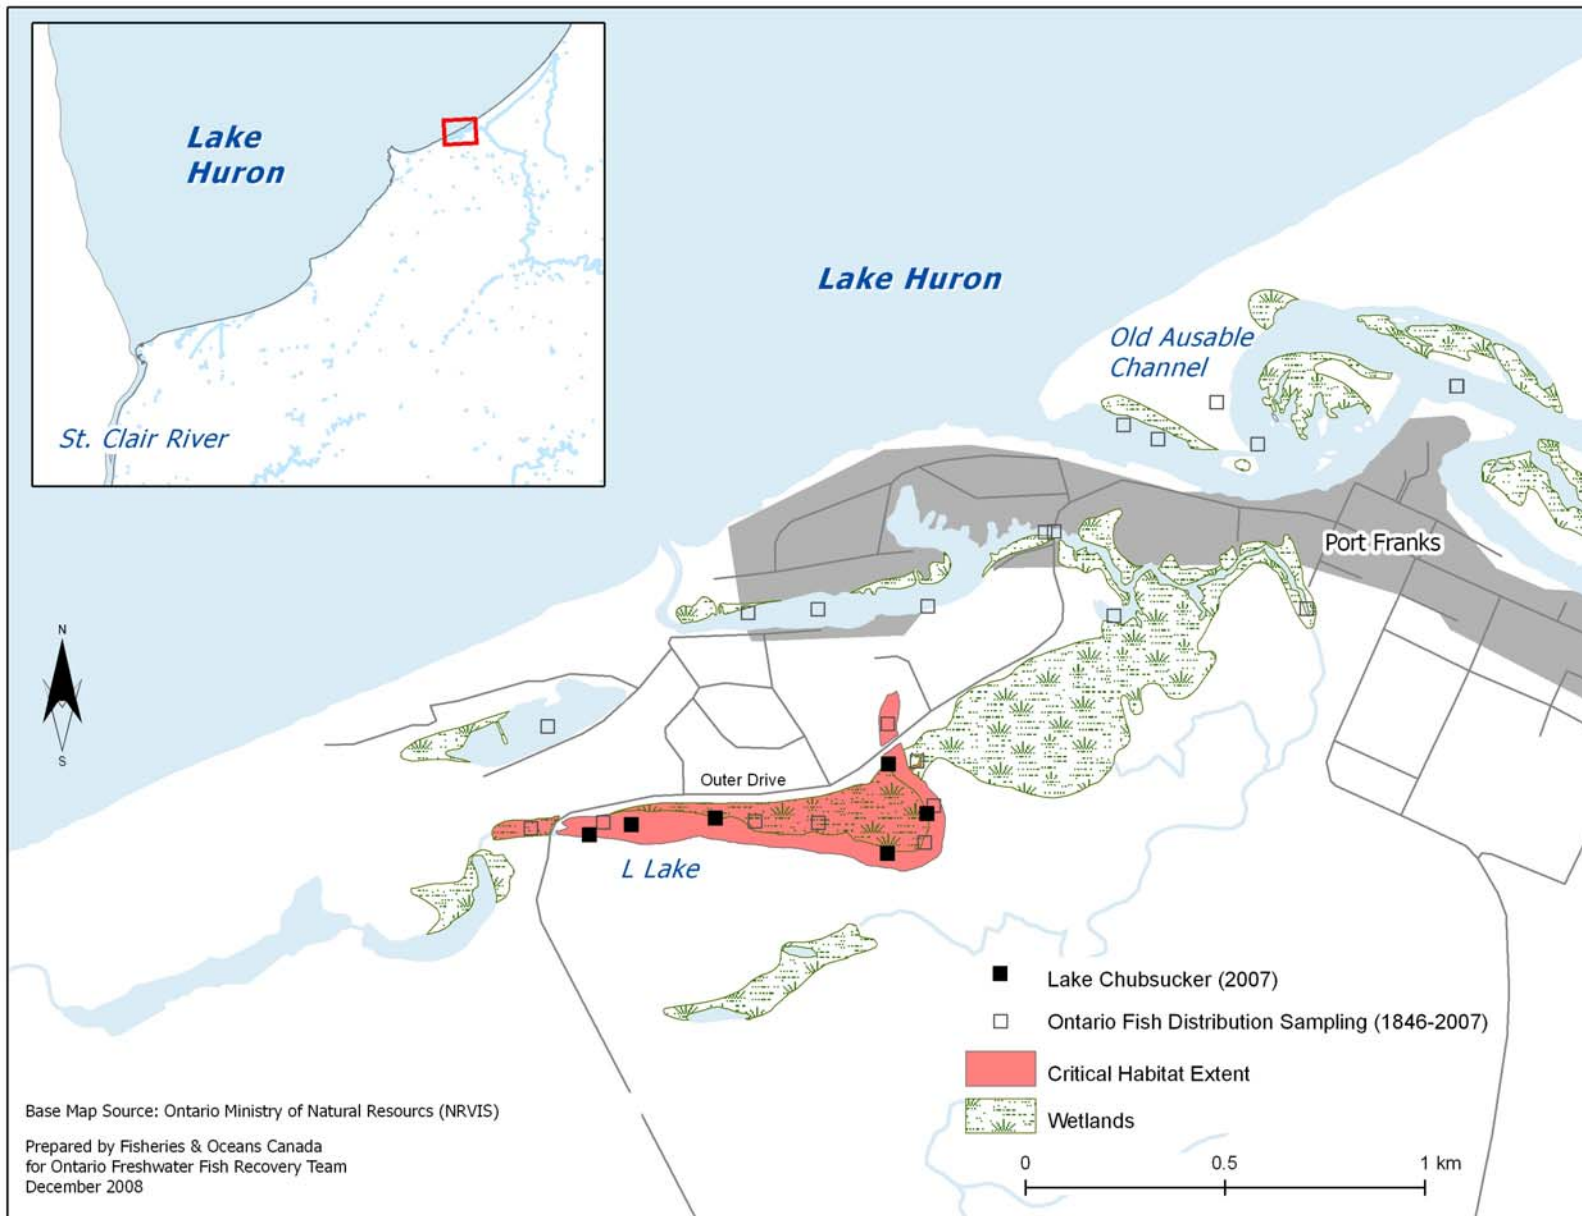 Lake
Huron
St. Clair River
Lake Huron
Old Ausable
Channel
Port Franks
N
S
Outer Drive
L Lake
Lake Chubsucker (2007)
Ontario Fish Distribution Sampling (1846-2007)
Critical Habitat Extent
Wetlands
0 0.5 1 km
Base Map Source: Ontario Ministry of Natural Resourcs (NRVIS)
Prepared by Fisheries & Oceans Canada
for Ontario Freshwater Fish Recovery Team
December 2008